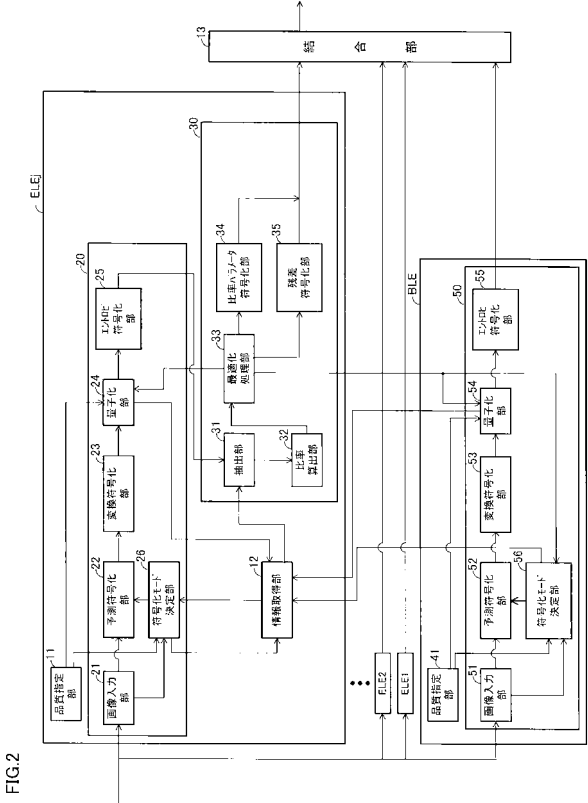 FIG.2
ELEj
11
品質指定部
20
21
画像入力部
22
予測符号化部
23
変換符号化部
24
量子化部
25
エントロピ符号化部
26
符号化モード決定部
12
情報取得部
30
31
抽出部
32
比率算出部
33
最適化処理部
34
比率パラメータ符号化部
35
残差符号化部
13
結合部
ELE2
ELE1
BLE
41
品質指定部
50
51
画像入力部
52
予測符号化部
53
変換符号化部
54
量子化部
55
エントロピ符号化部
56
符号化モード決定部